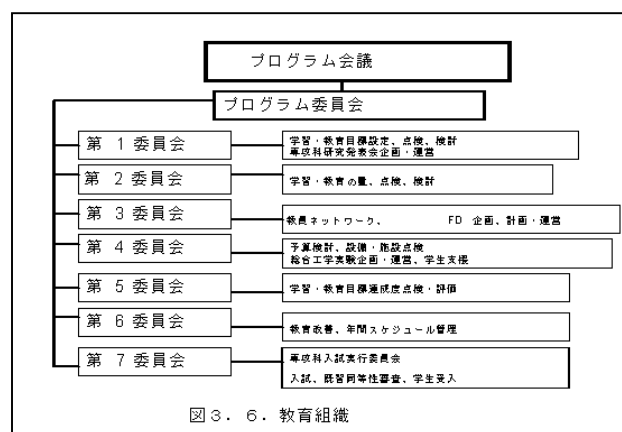 プログラム会議
プログラム委員会
第 1 委員会
学習・教育目標設定、点検、検討
専攻科研究発表会企画・運営
第 2 委員会
学習・教育の量、点検、検討
第 3 委員会
教員ネットワーク、 FD 企画、計画・運営
第 4 委員会
予算検討、設備・施設点検
総合工学実験企画・運営、学生支援
第 5 委員会
学習・教育目標達成度点検・評価
第 6 委員会
教育改善、年間スケジュール管理
第 7 委員会
専攻科入試実行委員会
入試、既習同等性審査、学生受入
図3．6．教育組織